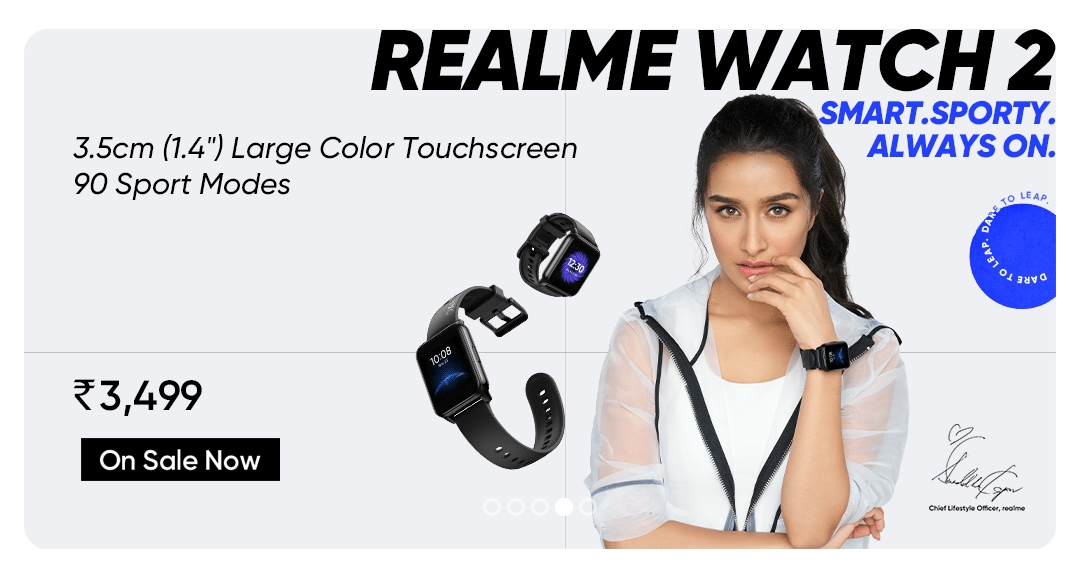 REALME WATCH 2
SMART.SPORTY.
ALWAYS ON.
3.5cm (1.4") Large Color Touchscreen
90 Sport Modes
DARE TO LEAP. DARE TO LEAP.
12:30
10:08
₹3,499
On Sale Now
Chief Lifestyle Officer, realme